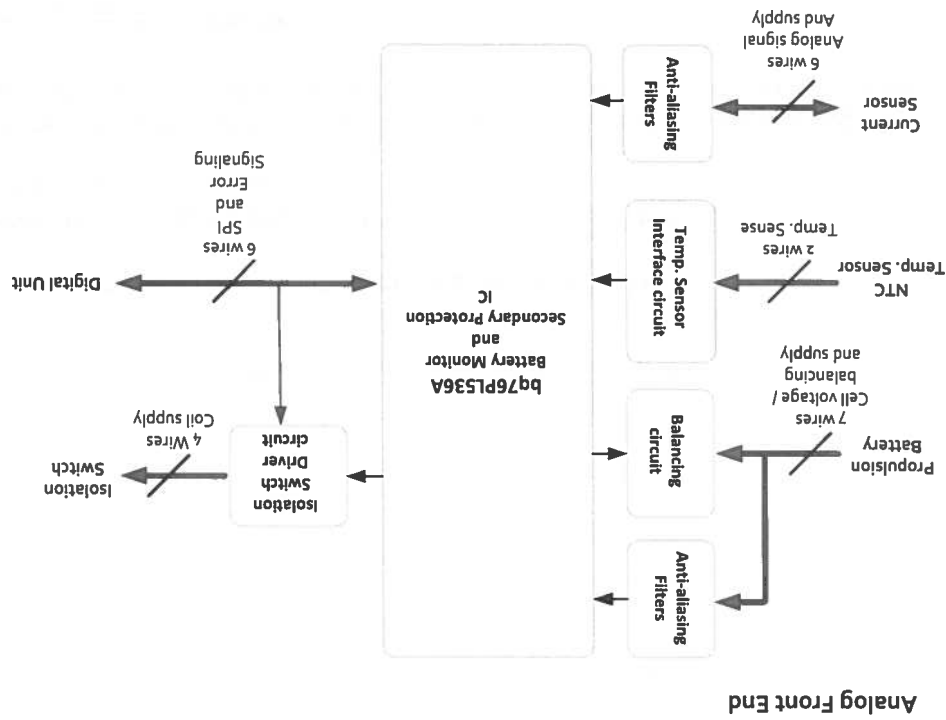 Analog Front End
Propulsion
Battery
7 wires
Cell voltage /
balancing
and supply
Anti-aliasing
Filters
Balancing
circuit
NTC
Temp. Sensor
2 wires
Temp. Sense
Temp. Sensor
Interface circuit
Current
Sensor
6 wires
Analog signal
And supply
Anti-aliasing
Filters
bq76PL536A
Battery Monitor
and
Secondary Protection
IC
Isolation
Switch
Driver
circuit
4 Wires
Coil supply
Isolation
Switch
6 wires
SPI
and
Error
Signaling
Digital Unit